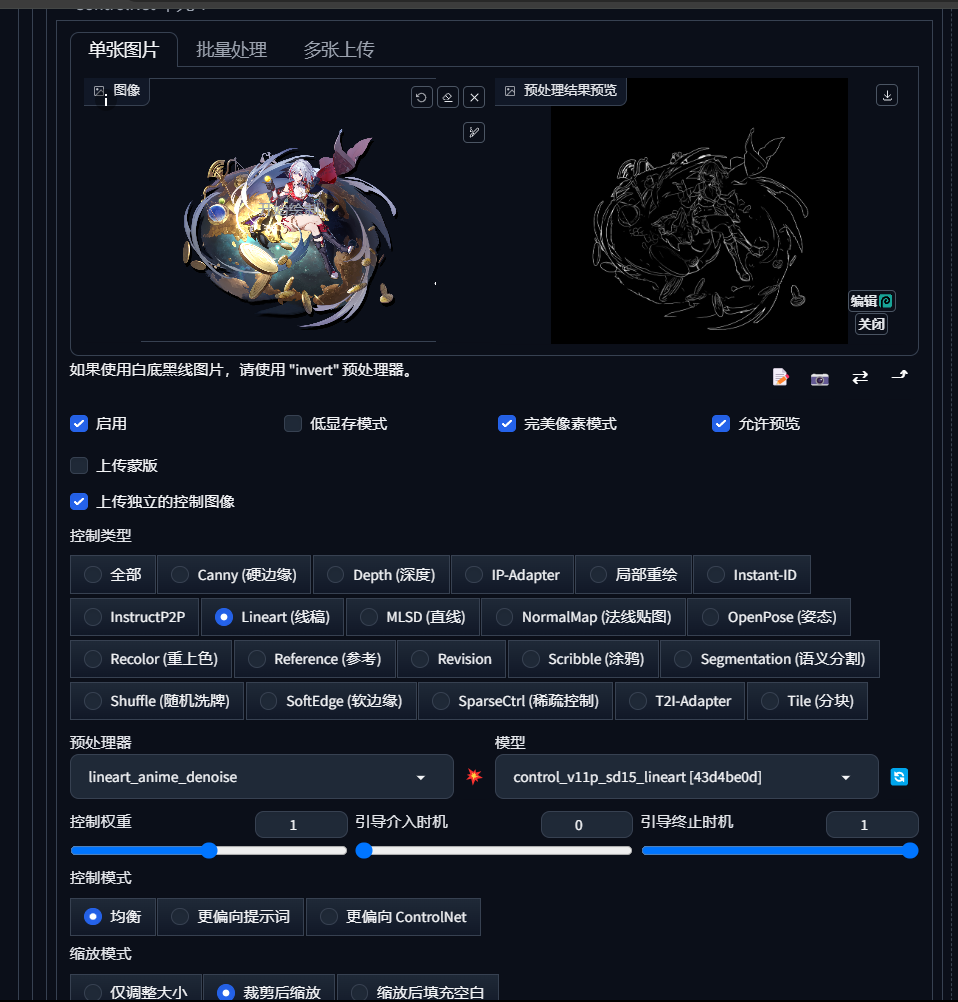 单张图片 批量处理 多张上传
图像 预处理结果预览
编辑
关闭
如果使用白底黑线图片，请使用 "invert" 预处理器。
启用 低显存模式 完美像素模式 允许预览
上传蒙版
上传独立的控制图像
控制类型
全部 Canny (硬边缘) Depth (深度) IP-Adapter 局部重绘 Instant-ID
InstructP2P Lineart (线稿) MLSD (直线) NormalMap (法线贴图) OpenPose (姿态)
Recolor (重上色) Reference (参考) Revision Scribble (涂鸦) Segmentation (语义分割)
Shuffle (随机洗牌) SoftEdge (软边缘) SparseCtrl (稀疏控制) T2I-Adapter Tile (分块)
预处理器 模型
lineart_anime_denoise control_v11p_sd15_lineart [43d4be0d]
控制权重 1 引导介入时机 0 引导终止时机 1
控制模式
均衡 更偏向提示词 更偏向 ControlNet
缩放模式
仅调整大小 裁剪后缩放 缩放后填充空白